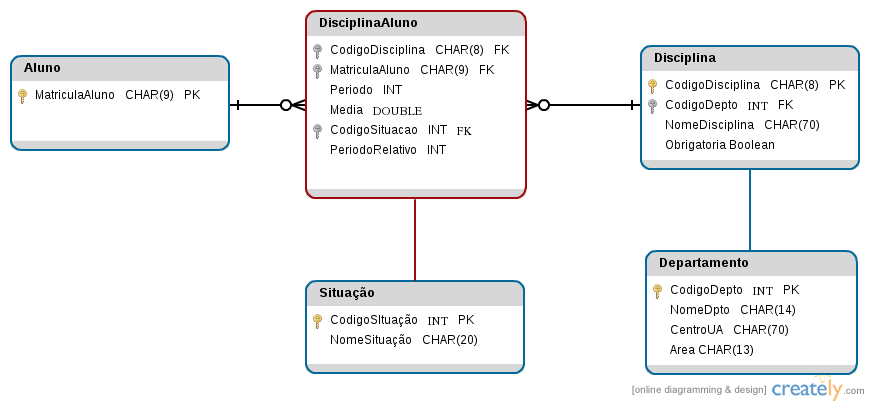 Aluno
MatriculaAluno CHAR(9) PK
DisciplinaAluno
CodigoDisciplina CHAR(8) FK
MatriculaAluno CHAR(9) FK
Periodo INT
Media DOUBLE
CodigoSituacao INT FK
PeriodoRelativo INT
Disciplina
CodigoDisciplina CHAR(8) PK
CodigoDepto INT FK
NomeDisciplina CHAR(70)
Obrigatoria Boolean
Situação
CodigoSItuação INT PK
NomeSituação CHAR(20)
Departamento
CodigoDepto INT PK
NomeDpto CHAR(14)
CentroUA CHAR(70)
Area CHAR(13)
[online diagramming & design] creately.com